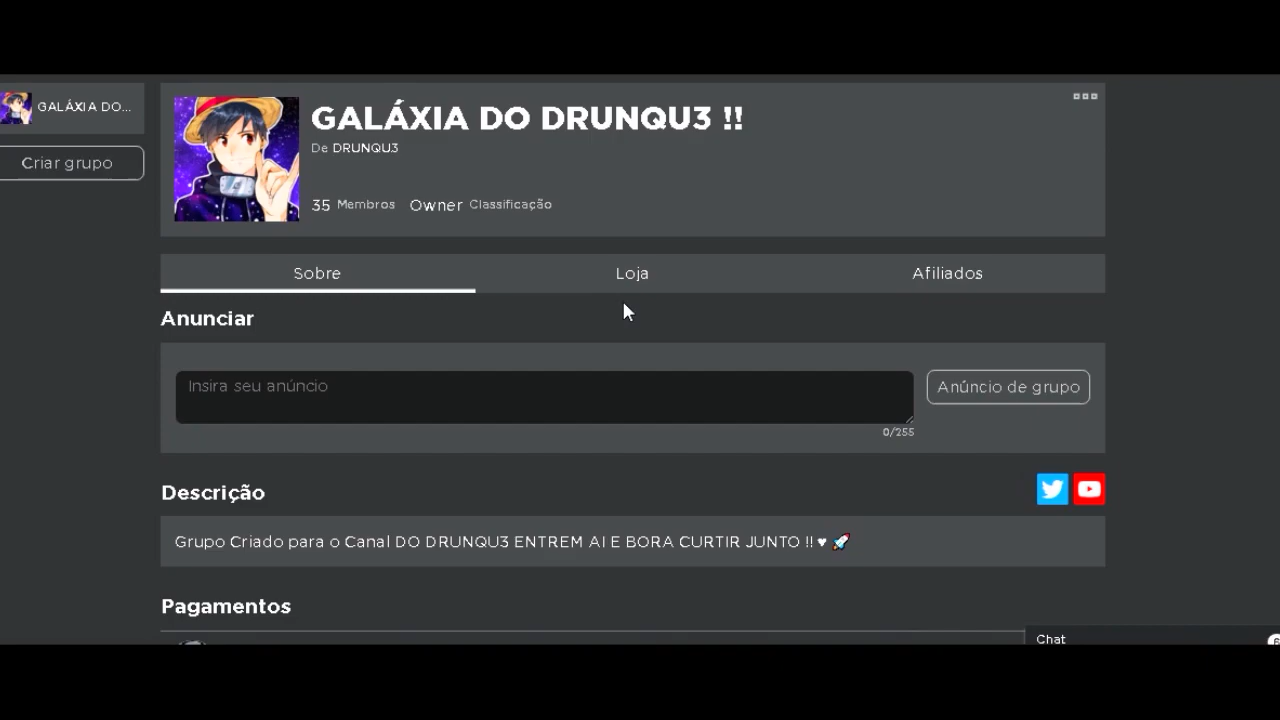 GALÁXIA DO...
Criar grupo
GALÁXIA DO DRUNQU3 !!
De DRUNQU3
35 Membros Owner Classificação
Sobre Loja Afiliados
Anunciar
Insira seu anúncio
Anúncio de grupo
0/255
Descrição
Grupo Criado para o Canal DO DRUNQU3 ENTREM AI E BORA CURTIR JUNTO !! ♥ 🚀
Pagamentos
Chat